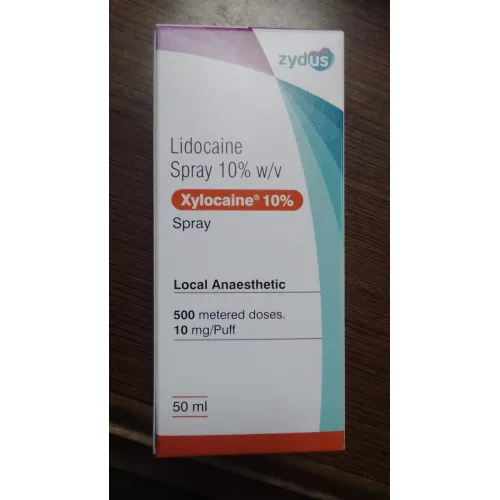 zydus
Lidocaine
Spray 10% w/v
Xylocaine® 10%
Spray
Local Anaesthetic
500 metered doses.
10 mg/Puff
50 ml